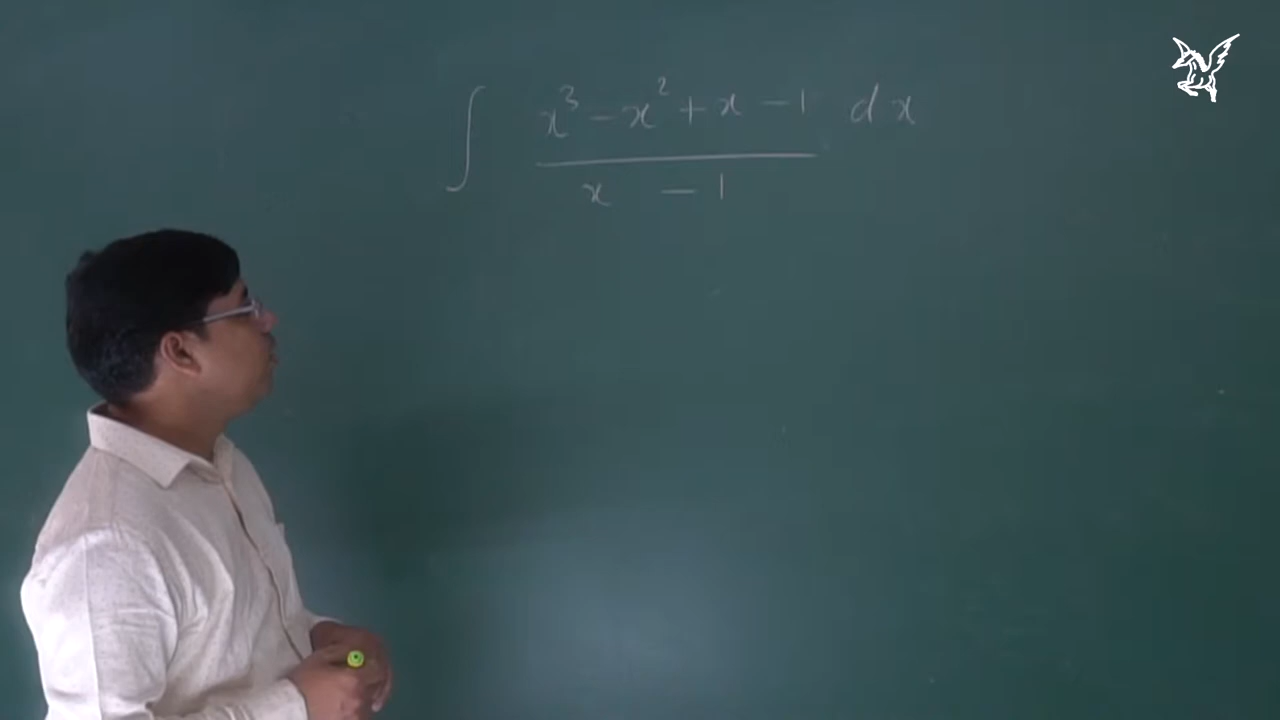 ∫ (x³ − x² + x − 1) / (x − 1) dx